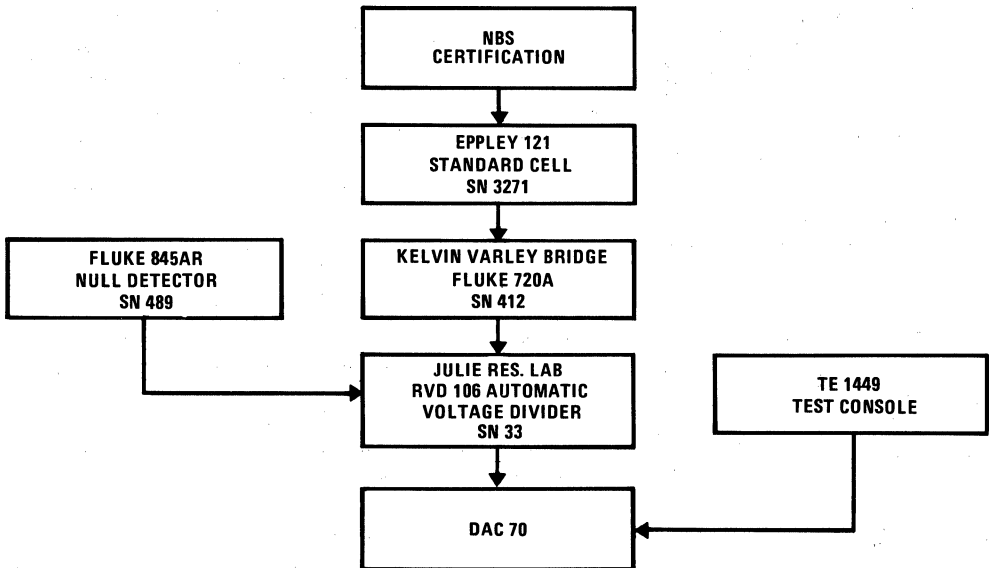 NBS
CERTIFICATION
EPPLEY 121
STANDARD CELL
SN 3271
FLUKE 845AR
NULL DETECTOR
SN 489
KELVIN VARLEY BRIDGE
FLUKE 720A
SN 412
JULIE RES. LAB
RVD 106 AUTOMATIC
VOLTAGE DIVIDER
SN 33
TE 1449
TEST CONSOLE
DAC 70